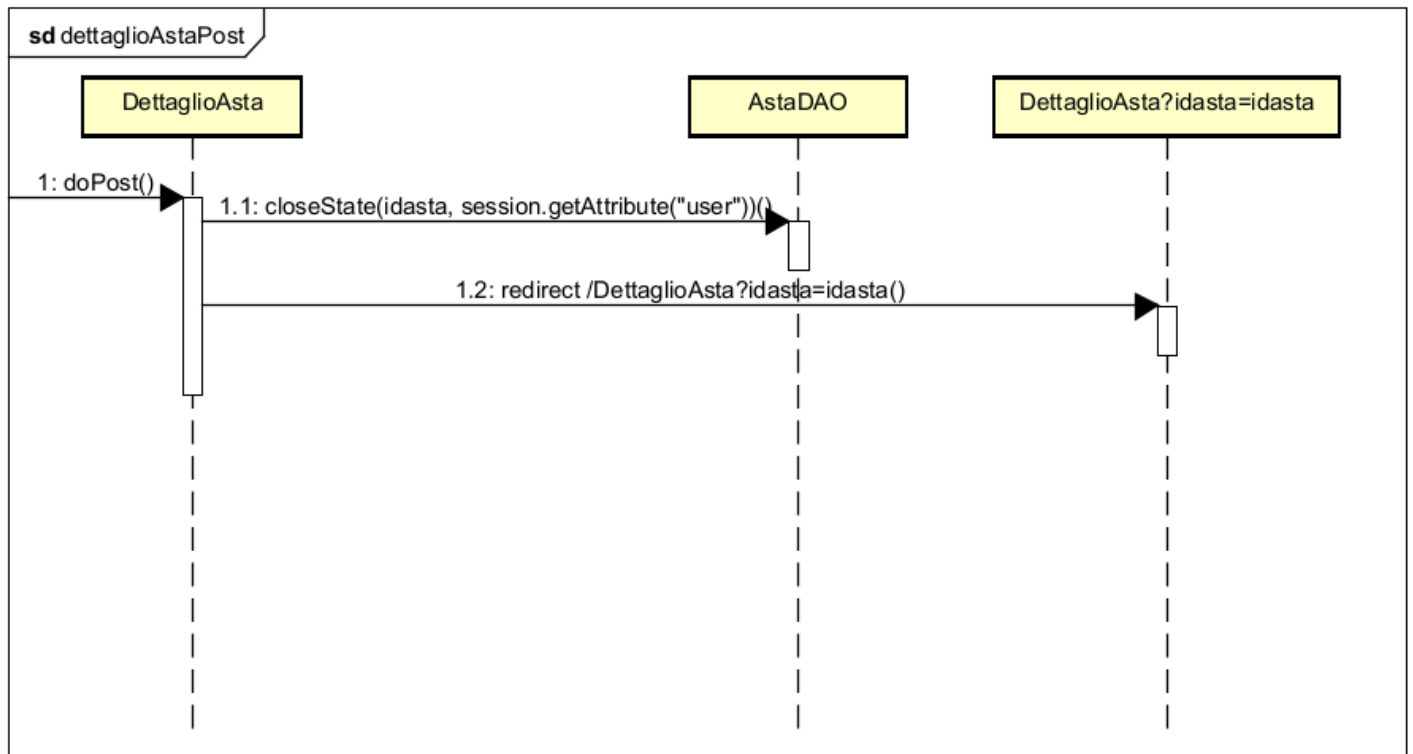 sd dettaglioAstaPost
DettaglioAsta
AstaDAO
DettaglioAsta?idasta=idasta
1: doPost()
1.1: closeState(idasta, session.getAttribute("user"))()
1.2: redirect /DettaglioAsta?idasta=idasta()